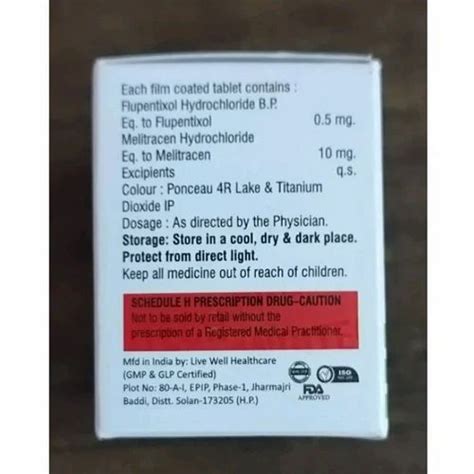 Each film coated tablet contains :
Flupentixol Hydrochloride B.P.
Eq. to Flupentixol 0.5 mg.
Melitracen Hydrochloride
Eq. to Melitracen 10 mg.
Excipients q.s.
Colour : Ponceau 4R Lake & Titanium
Dioxide IP
Dosage : As directed by the Physician.
Storage: Store in a cool, dry & dark place.
Protect from direct light.
Keep all medicine out of reach of children.
SCHEDULE H PRESCRIPTION DRUG-CAUTION
Not to be sold by retail without the
prescription of a Registered Medical Practitioner.
Mfd in India by: Live Well Healthcare
(GMP & GLP Certified)
Plot No: 80-A-I, EPIP, Phase-1, Jharmajri
Baddi, Distt. Solan-173205 (H.P.)
ISO
FDA
APPROVED